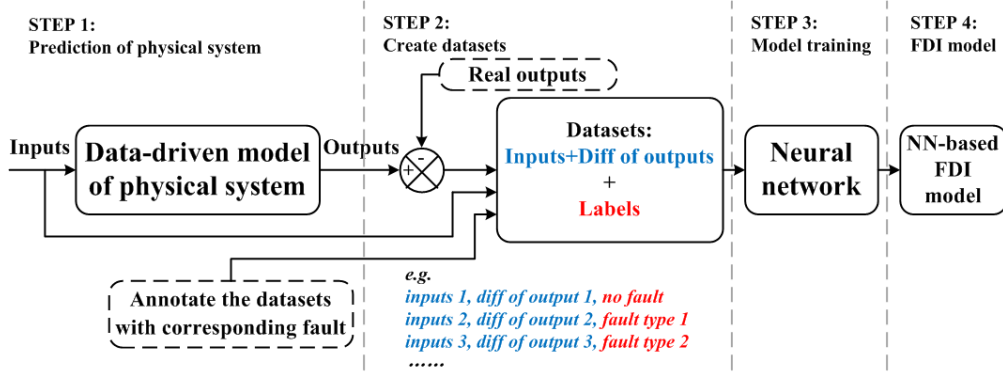 STEP 1:
Prediction of physical system
STEP 2:
Create datasets
STEP 3:
Model training
STEP 4:
FDI model
Real outputs
Inputs
Data-driven model
of physical system
Outputs
+
-
Datasets:
Inputs+Diff of outputs
+
Labels
Neural
network
NN-based
FDI
model
Annotate the datasets
with corresponding fault
e.g.
inputs 1, diff of output 1, no fault
inputs 2, diff of output 2, fault type 1
inputs 3, diff of output 3, fault type 2
……